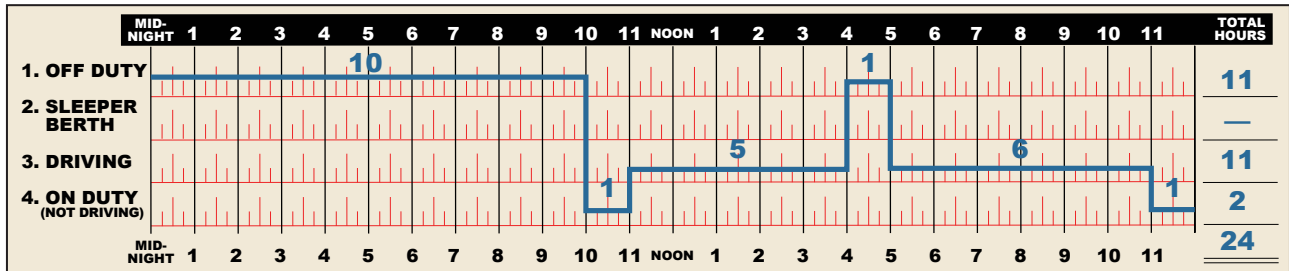 MID-NIGHT 1 2 3 4 5 6 7 8 9 10 11 NOON 1 2 3 4 5 6 7 8 9 10 11 TOTAL HOURS
1. OFF DUTY 10 1 11
2. SLEEPER BERTH —
3. DRIVING 5 6 11
4. ON DUTY (NOT DRIVING) 1 1 2
MID-NIGHT 1 2 3 4 5 6 7 8 9 10 11 NOON 1 2 3 4 5 6 7 8 9 10 11 24